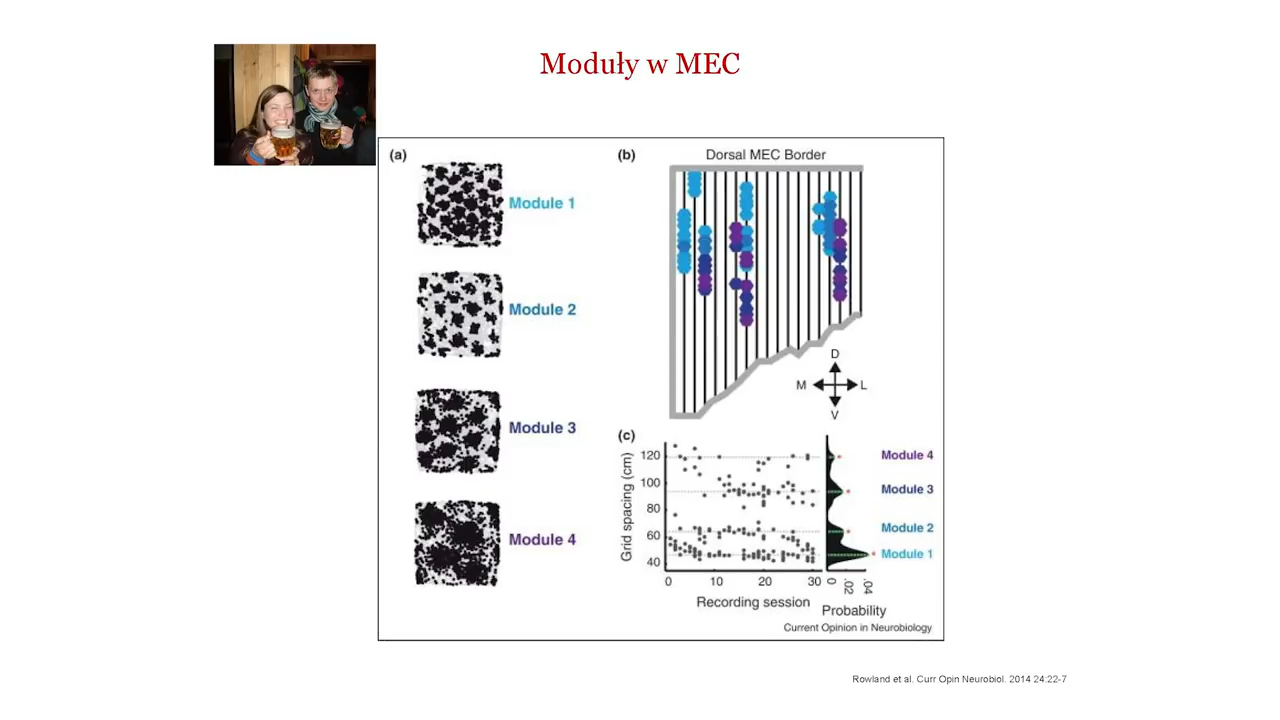 Moduły w MEC
(a)
Module 1
Module 2
Module 3
Module 4
(b)
Dorsal MEC Border
D
M
L
V
(c)
Grid spacing (cm)
120
100
80
60
40
0
10
20
30
Recording session
0
.02
.04
Probability
Module 4
Module 3
Module 2
Module 1
Current Opinion in Neurobiology
Rowland et al. Curr Opin Neurobiol. 2014 24:22-7